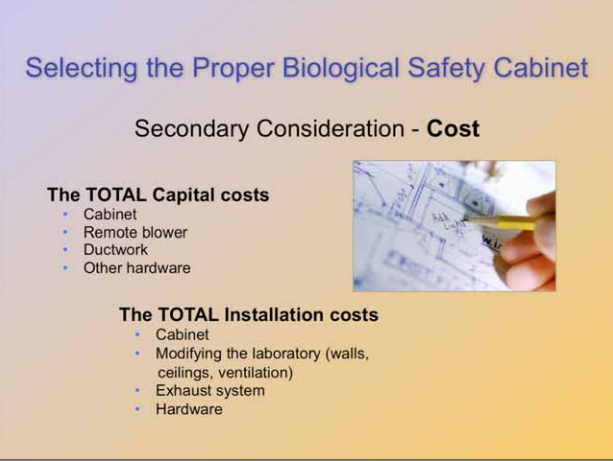 Selecting the Proper Biological Safety Cabinet
Secondary Consideration - Cost
The TOTAL Capital costs
• Cabinet
• Remote blower
• Ductwork
• Other hardware
Add
The TOTAL Installation costs
• Cabinet
• Modifying the laboratory (walls,
ceilings, ventilation)
• Exhaust system
• Hardware